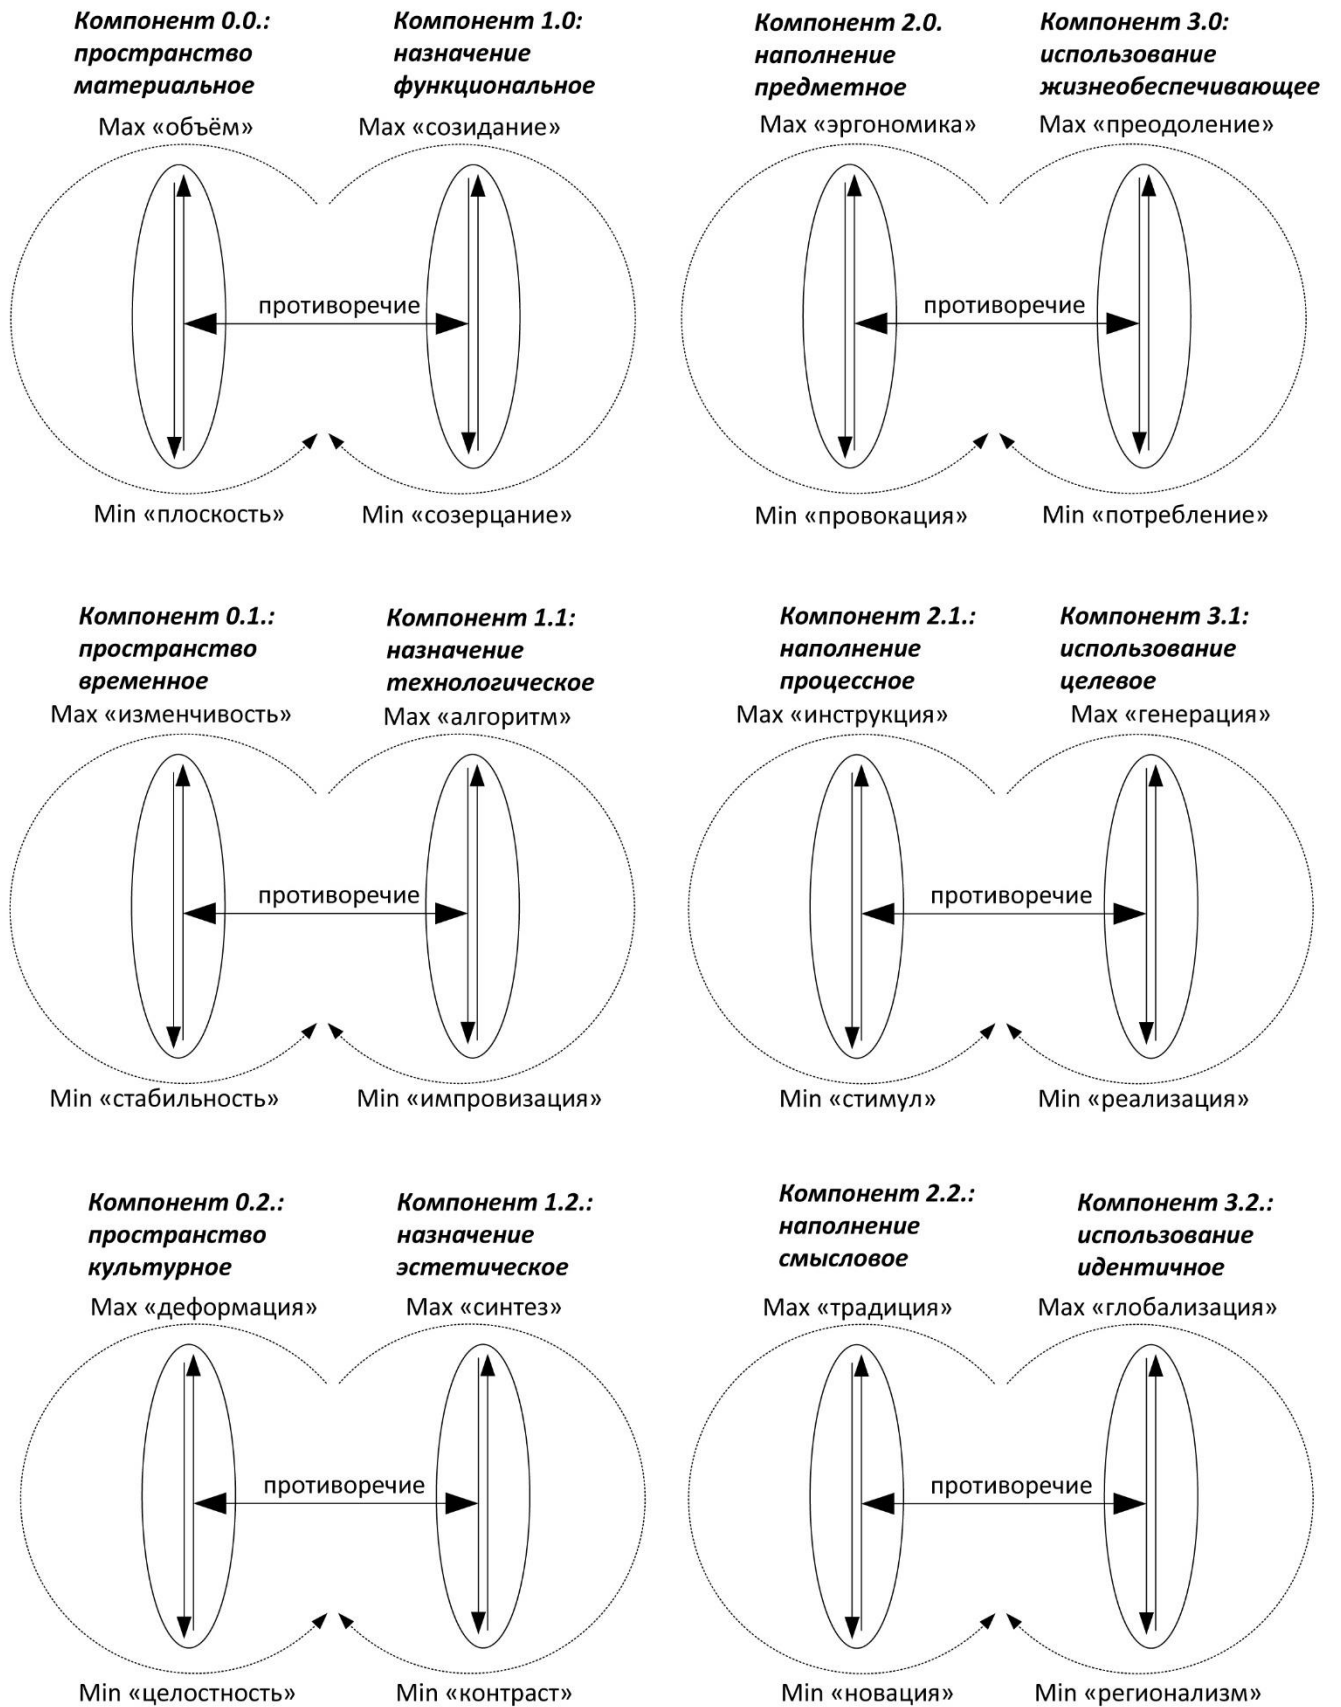 Компонент 0.0.:
пространство
материальное
Max «объём»
Компонент 1.0:
назначение
функциональное
Max «созидание»
противоречие
Min «плоскость»
Min «созерцание»
Компонент 2.0.
наполнение
предметное
Max «эргономика»
Компонент 3.0:
использование
жизнеобеспечивающее
Max «преодоление»
противоречие
Min «провокация»
Min «потребление»
Компонент 0.1.:
пространство
временное
Max «изменчивость»
Компонент 1.1:
назначение
технологическое
Max «алгоритм»
противоречие
Min «стабильность»
Min «импровизация»
Компонент 2.1.:
наполнение
процессное
Max «инструкция»
Компонент 3.1:
использование
целевое
Max «генерация»
противоречие
Min «стимул»
Min «реализация»
Компонент 0.2.:
пространство
культурное
Max «деформация»
Компонент 1.2.:
назначение
эстетическое
Max «синтез»
противоречие
Min «целостность»
Min «контраст»
Компонент 2.2.:
наполнение
смысловое
Max «традиция»
Компонент 3.2.:
использование
идентичное
Max «глобализация»
противоречие
Min «новация»
Min «регионализм»